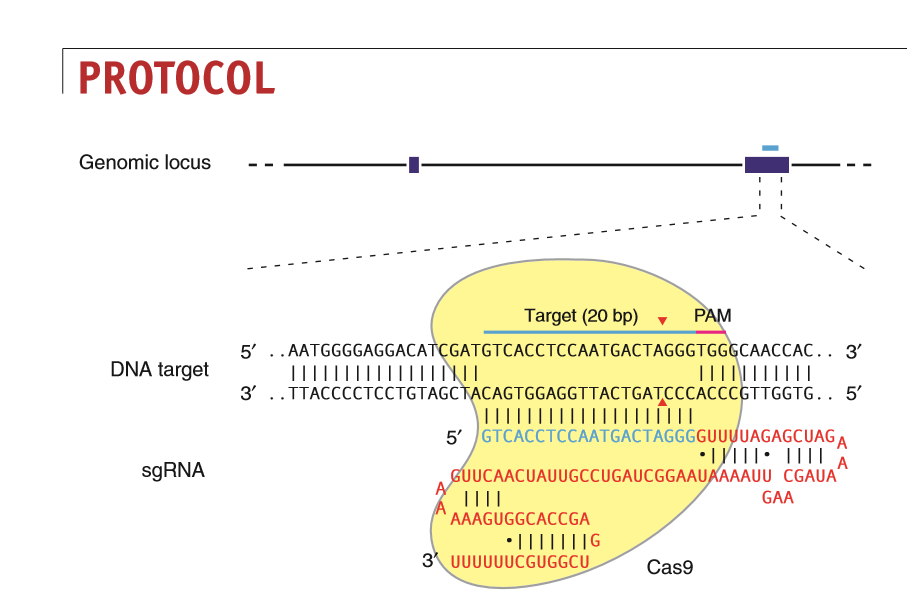 PROTOCOL
Genomic locus
Target (20 bp) PAM
5′ ..AATGGGGAGGACATCGATGTCACCTCCAATGACTAGGGTGGGCAACCAC.. 3′
DNA target
3′ ..TTACCCCTCCTGTAGCTACAGTGGAGGTTACTGATCCCACCCGTTGGTG.. 5′
5′ GTCACCTCCAATGACTAGGGGUUUUAGAGCUAGA
A
sgRNA
GUUCAACUAUUGCCUGAUCGGAAUAAAAUU CGAUA
A
GAA
A
AAAGUGGCACCGA
G
3′ UUUUUUCGUGGCU
Cas9